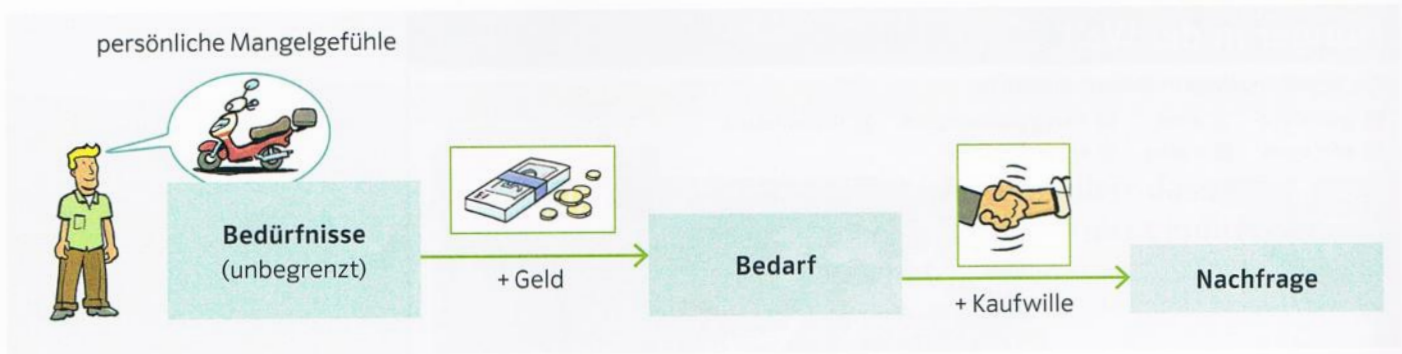 persönliche Mangelgefühle
Bedürfnisse
(unbegrenzt)
+ Geld
Bedarf
+ Kaufwille
Nachfrage